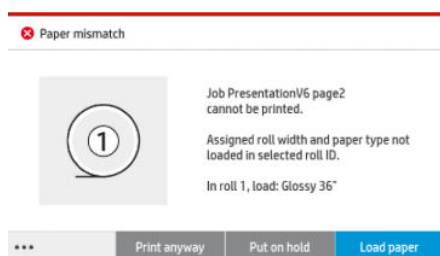 Paper mismatch
Job PresentationV6 page2
cannot be printed.
Assigned roll width and paper type not
loaded in selected roll ID.
1
In roll 1, load: Glossy 36"
...
Print anyway
Put on hold
Load paper